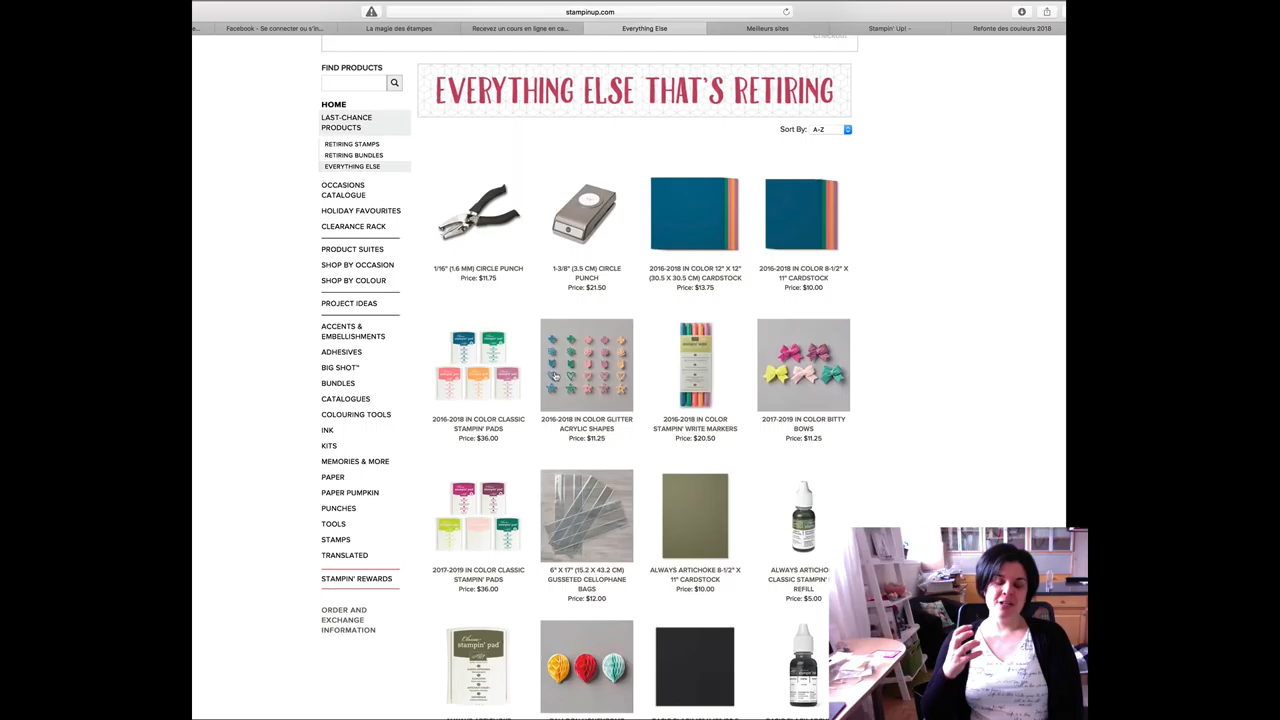 stampinup.com
Facebook - Se connecter ou s'in...
La magie des étampes
Recevez un cours en ligne en ca...
Everything Else
Meilleurs sites
Stampin' Up! -
Refonte des couleurs 2018
Checkout
FIND PRODUCTS
HOME
LAST-CHANCE
PRODUCTS
RETIRING STAMPS
RETIRING BUNDLES
EVERYTHING ELSE
OCCASIONS
CATALOGUE
HOLIDAY FAVOURITES
CLEARANCE RACK
PRODUCT SUITES
SHOP BY OCCASION
SHOP BY COLOUR
PROJECT IDEAS
ACCENTS &
EMBELLISHMENTS
ADHESIVES
BIG SHOT™
BUNDLES
CATALOGUES
COLOURING TOOLS
INK
KITS
MEMORIES & MORE
PAPER
PAPER PUMPKIN
PUNCHES
TOOLS
STAMPS
TRANSLATED
STAMPIN' REWARDS
ORDER AND
EXCHANGE
INFORMATION
EVERYTHING ELSE THAT'S RETIRING
Sort By: A-Z
1/16" (1.6 MM) CIRCLE PUNCH
Price: $11.75
1-3/8" (3.5 CM) CIRCLE
PUNCH
Price: $21.50
2016-2018 IN COLOR 12" X 12"
(30.5 X 30.5 CM) CARDSTOCK
Price: $13.75
2016-2018 IN COLOR 8-1/2" X
11" CARDSTOCK
Price: $10.00
2016-2018 IN COLOR CLASSIC
STAMPIN' PADS
Price: $36.00
2016-2018 IN COLOR GLITTER
ACRYLIC SHAPES
Price: $11.25
2016-2018 IN COLOR
STAMPIN' WRITE MARKERS
Price: $20.50
2017-2019 IN COLOR BITTY
BOWS
Price: $11.25
2017-2019 IN COLOR CLASSIC
STAMPIN' PADS
Price: $36.00
6" X 17" (15.2 X 43.2 CM)
GUSSETED CELLOPHANE
BAGS
Price: $12.00
ALWAYS ARTICHOKE 8-1/2" X
11" CARDSTOCK
Price: $10.00
ALWAYS ARTICHO
CLASSIC STAMPIN'
REFILL
Price: $5.00
Classic
stampin' pad